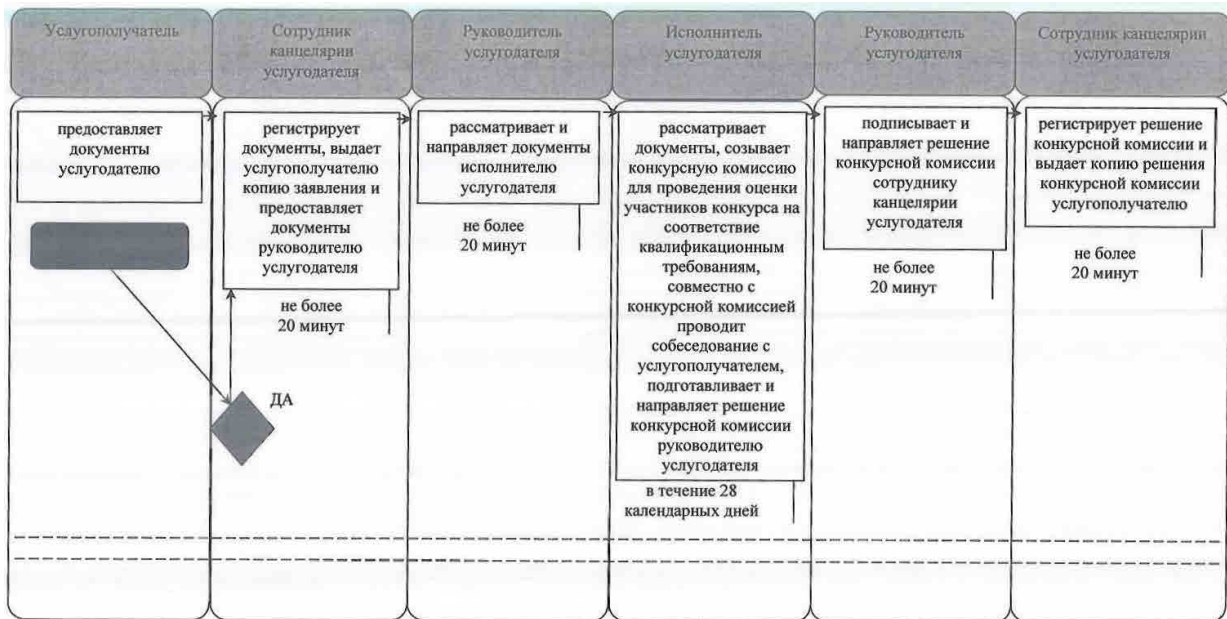 Услугополучатель
Сотрудник
канцелярии
услугодателя
Руководитель
услугодателя
Исполнитель
услугодателя
Руководитель
услугодателя
Сотрудник канцелярии
услугодателя
предоставляет
документы
услугодателю
регистрирует
документы, выдает
услугополучателю
копию заявления и
предоставляет
документы
руководителю
услугодателя
не более
20 минут
ДА
рассматривает и
направляет документы
исполнителю
услугодателя
не более
20 минут
рассматривает
документы, созывает
конкурсную комиссию
для проведения оценки
участников конкурса на
соответствие
квалификационным
требованиям,
совместно с
конкурсной комиссией
проводит
собеседование с
услугополучателем,
подготавливает и
направляет решение
конкурсной комиссии
руководителю
услугодателя
в течение 28
календарных дней
подписывает и
направляет решение
конкурсной комиссии
сотруднику
канцелярии
услугодателя
не более
20 минут
регистрирует решение
конкурсной комиссии и
выдает копию решения
конкурсной комиссии
услугополучателю
не более
20 минут